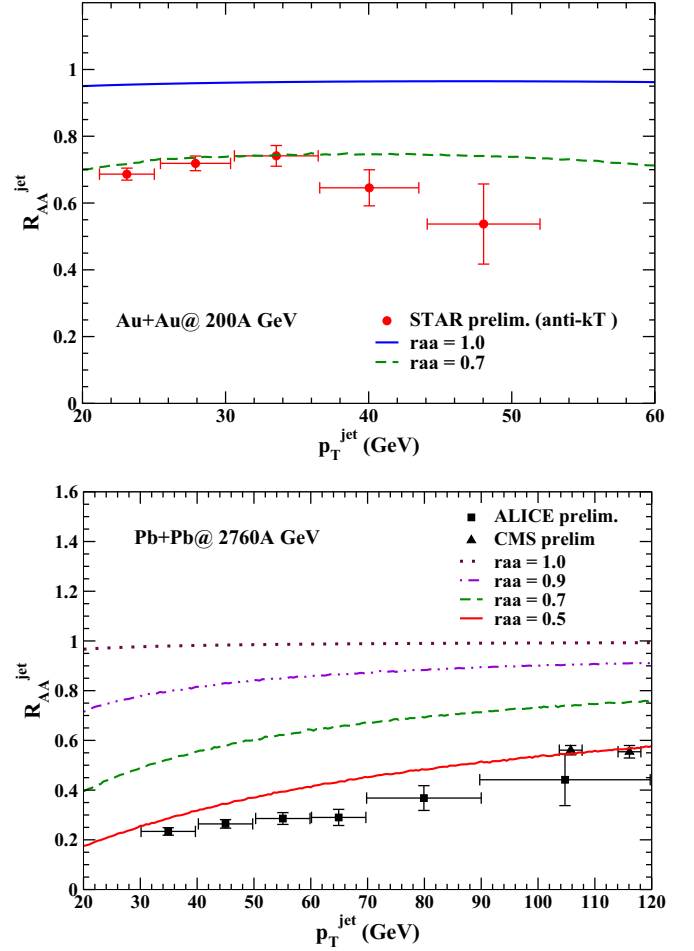 1
0.8
0.6
0.4
0.2
0
R_AA^jet
Au+Au@ 200A GeV
STAR prelim. (anti-kT )
raa = 1.0
raa = 0.7
20 30 40 50 60
p_T^jet (GeV)
1.6
1.4
1.2
1
0.8
0.6
0.4
0.2
0
R_AA^jet
Pb+Pb@ 2760A GeV
ALICE prelim.
CMS prelim
raa = 1.0
raa = 0.9
raa = 0.7
raa = 0.5
20 30 40 50 60 70 80 90 100 110 120
p_T^jet (GeV)